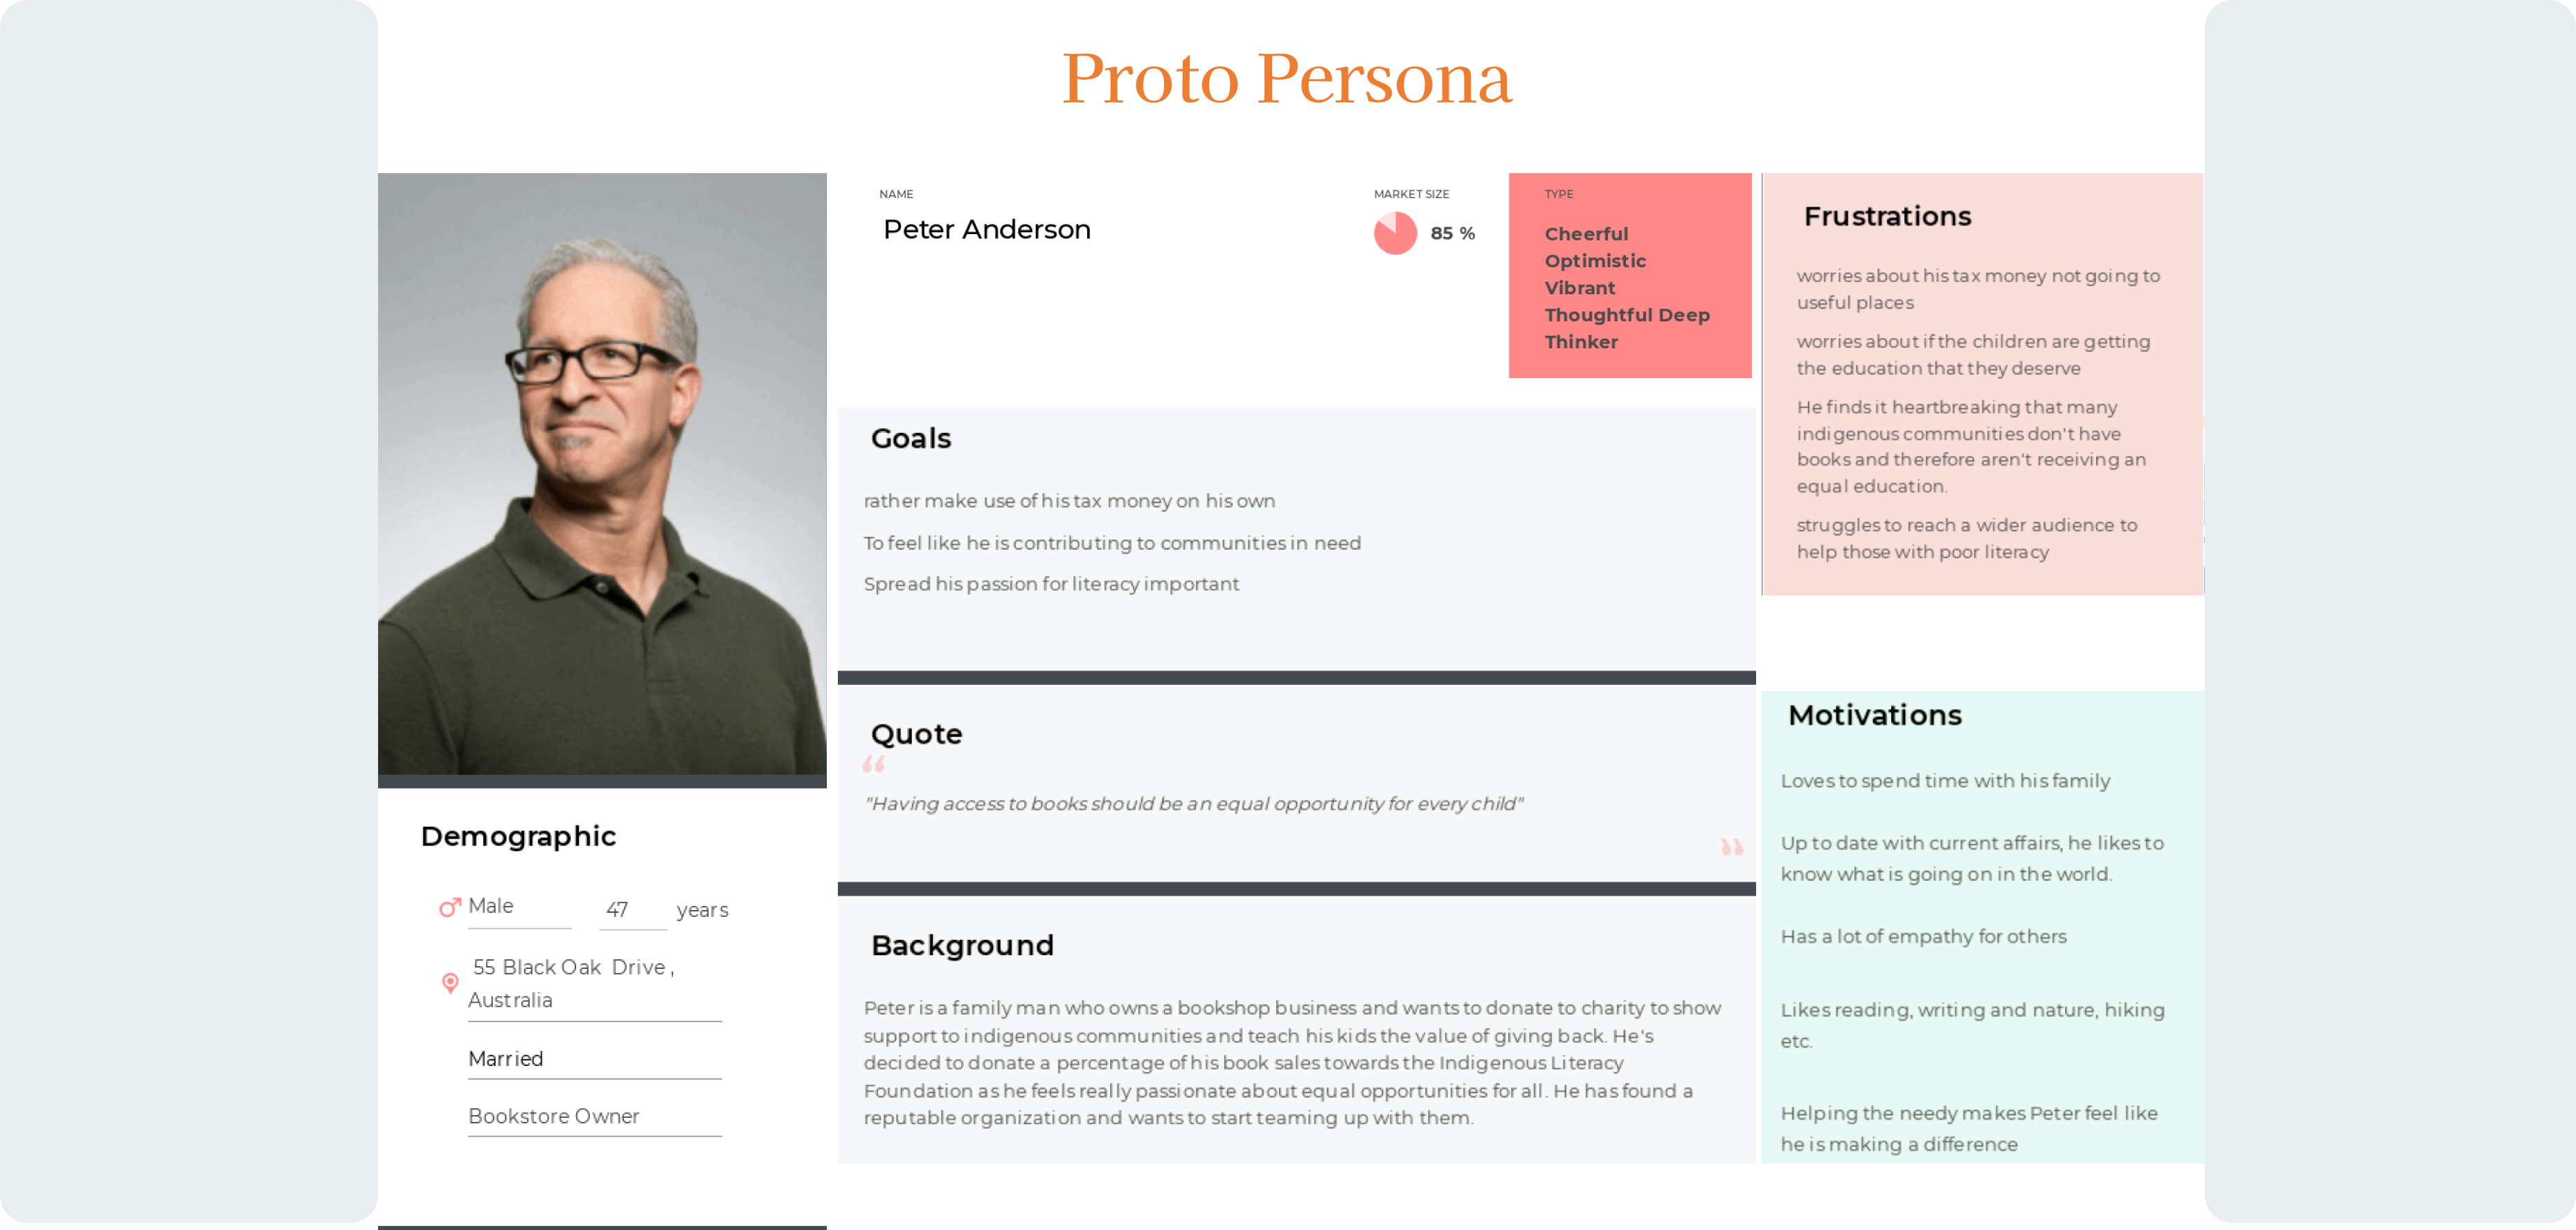 Proto Persona
NAME
Peter Anderson
MARKET SIZE
85 %
TYPE
Cheerful
Optimistic
Vibrant
Thoughtful Deep
Thinker
Frustrations
worries about his tax money not going to
useful places
worries about if the children are getting
the education that they deserve
He finds it heartbreaking that many
indigenous communities don't have
books and therefore aren't receiving an
equal education.
struggles to reach a wider audience to
help those with poor literacy
Goals
rather make use of his tax money on his own
To feel like he is contributing to communities in need
Spread his passion for literacy important
Quote
“
"Having access to books should be an equal opportunity for every child"
”
Motivations
Loves to spend time with his family
Up to date with current affairs, he likes to
know what is going on in the world.
Has a lot of empathy for others
Likes reading, writing and nature, hiking
etc.
Helping the needy makes Peter feel like
he is making a difference
Demographic
Male 47 years
55 Black Oak Drive ,
Australia
Married
Bookstore Owner
Background
Peter is a family man who owns a bookshop business and wants to donate to charity to show
support to indigenous communities and teach his kids the value of giving back. He's
decided to donate a percentage of his book sales towards the Indigenous Literacy
Foundation as he feels really passionate about equal opportunities for all. He has found a
reputable organization and wants to start teaming up with them.